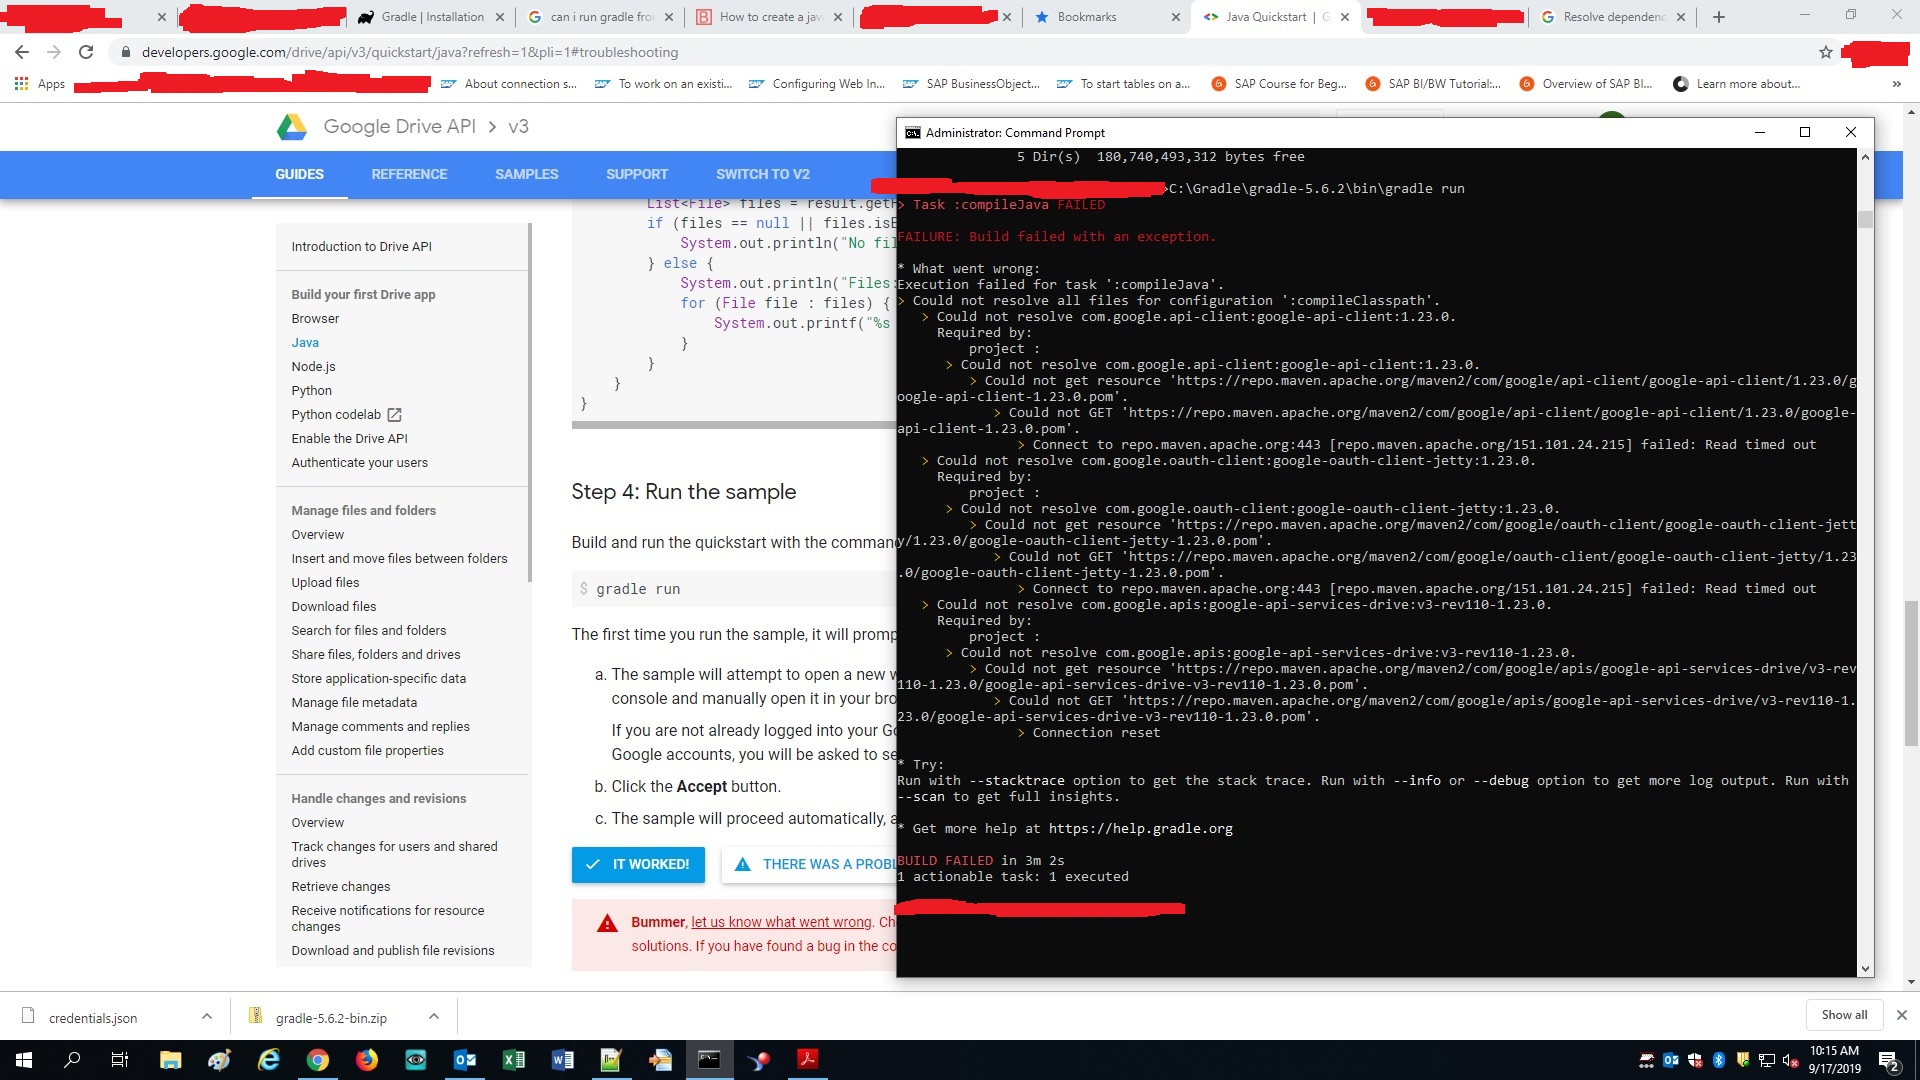 Gradle | Installation
can i run gradle fro
How to create a jav
Bookmarks
Java Quickstart | G
Resolve dependenc
developers.google.com/drive/api/v3/quickstart/java?refresh=1&pli=1#troubleshooting
Apps
About connection s...
To work on an existi...
Configuring Web In...
SAP BusinessObject...
To start tables on a...
SAP Course for Beg...
SAP BI/BW Tutorial:...
Overview of SAP BI...
Learn more about...
»
Google Drive API > v3
GUIDES
REFERENCE
SAMPLES
SUPPORT
SWITCH TO V2
Introduction to Drive API
Build your first Drive app
Browser
Java
Node.js
Python
Python codelab
Enable the Drive API
Authenticate your users
Manage files and folders
Overview
Insert and move files between folders
Upload files
Download files
Search for files and folders
Share files, folders and drives
Store application-specific data
Manage file metadata
Manage comments and replies
Add custom file properties
Handle changes and revisions
Overview
Track changes for users and shared
drives
Retrieve changes
Receive notifications for resource
changes
Download and publish file revisions
List<File> files = result.getF
if (files == null || files.isE
System.out.println("No fil
} else {
System.out.println("Files:
for (File file : files) {
System.out.printf("%s
}
}
}
}
Step 4: Run the sample
Build and run the quickstart with the comman
$ gradle run
The first time you run the sample, it will promp
a. The sample will attempt to open a new w
console and manually open it in your bro
If you are not already logged into your Go
Google accounts, you will be asked to se
b. Click the Accept button.
c. The sample will proceed automatically, a
IT WORKED!
THERE WAS A PROBL
Bummer, let us know what went wrong. Ch
solutions. If you have found a bug in the co
Administrator: Command Prompt
5 Dir(s)  180,740,493,312 bytes free
>C:\Gradle\gradle-5.6.2\bin\gradle run
> Task :compileJava FAILED
FAILURE: Build failed with an exception.
* What went wrong:
Execution failed for task ':compileJava'.
> Could not resolve all files for configuration ':compileClasspath'.
> Could not resolve com.google.api-client:google-api-client:1.23.0.
Required by:
project :
> Could not resolve com.google.api-client:google-api-client:1.23.0.
> Could not get resource 'https://repo.maven.apache.org/maven2/com/google/api-client/google-api-client/1.23.0/g
oogle-api-client-1.23.0.pom'.
> Could not GET 'https://repo.maven.apache.org/maven2/com/google/api-client/google-api-client/1.23.0/google-
api-client-1.23.0.pom'.
> Connect to repo.maven.apache.org:443 [repo.maven.apache.org/151.101.24.215] failed: Read timed out
> Could not resolve com.google.oauth-client:google-oauth-client-jetty:1.23.0.
Required by:
project :
> Could not resolve com.google.oauth-client:google-oauth-client-jetty:1.23.0.
> Could not get resource 'https://repo.maven.apache.org/maven2/com/google/oauth-client/google-oauth-client-jett
y/1.23.0/google-oauth-client-jetty-1.23.0.pom'.
> Could not GET 'https://repo.maven.apache.org/maven2/com/google/oauth-client/google-oauth-client-jetty/1.23
.0/google-oauth-client-jetty-1.23.0.pom'.
> Connect to repo.maven.apache.org:443 [repo.maven.apache.org/151.101.24.215] failed: Read timed out
> Could not resolve com.google.apis:google-api-services-drive:v3-rev110-1.23.0.
Required by:
project :
> Could not resolve com.google.apis:google-api-services-drive:v3-rev110-1.23.0.
> Could not get resource 'https://repo.maven.apache.org/maven2/com/google/apis/google-api-services-drive/v3-rev
110-1.23.0/google-api-services-drive-v3-rev110-1.23.0.pom'.
> Could not GET 'https://repo.maven.apache.org/maven2/com/google/apis/google-api-services-drive/v3-rev110-1.
23.0/google-api-services-drive-v3-rev110-1.23.0.pom'.
> Connection reset
* Try:
Run with --stacktrace option to get the stack trace. Run with --info or --debug option to get more log output. Run with
--scan to get full insights.
* Get more help at https://help.gradle.org
BUILD FAILED in 3m 2s
1 actionable task: 1 executed
credentials.json
gradle-5.6.2-bin.zip
Show all
10:15 AM
9/17/2019
2